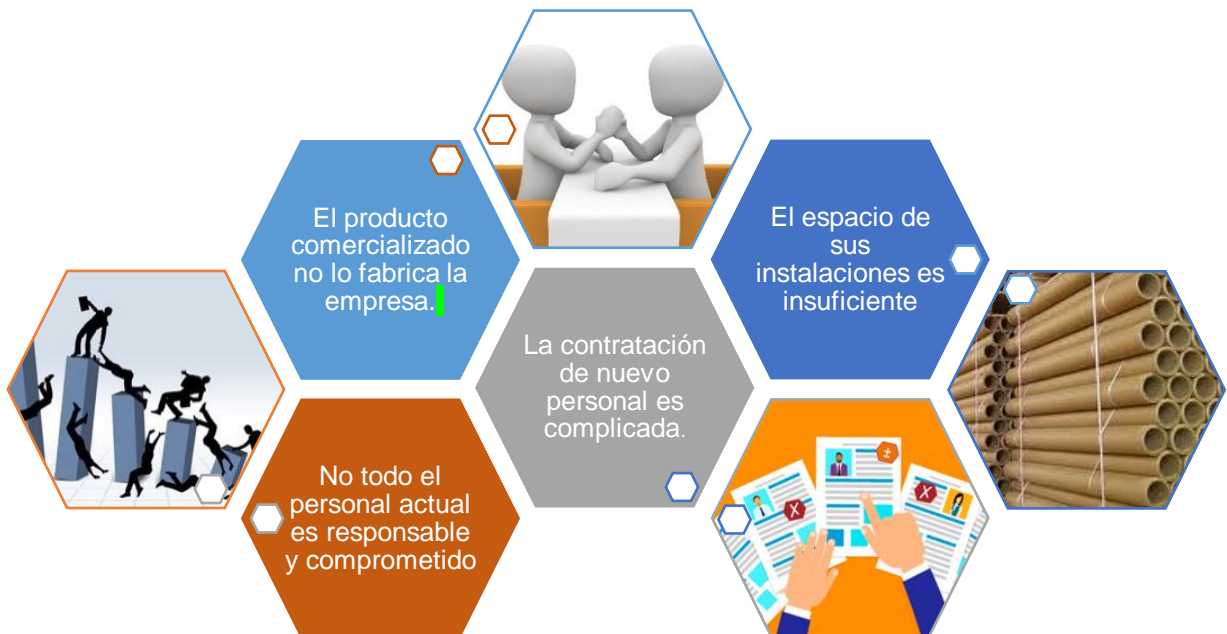 El producto
comercializado
no lo fabrica la
empresa.
El espacio de
sus
instalaciones es
insuficiente
La contratación
de nuevo
personal es
complicada.
No todo el
personal actual
es responsable
y comprometido
±
X
X